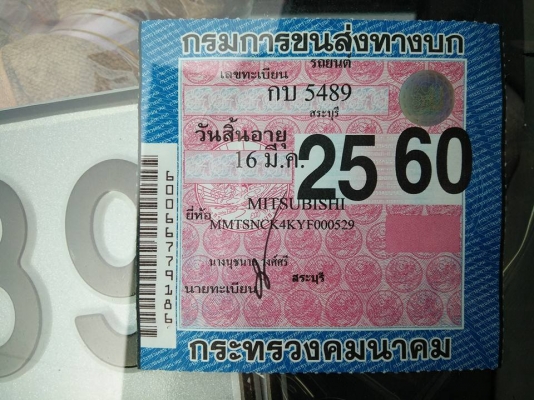 กรมการขนส่งทางบก
รถยนต์
เลขทะเบียน
กบ 5489
สระบุรี
วันสิ้นอายุ
16 มี.ค. 25 60
MITSUBISHI
ยี่ห้อ
MMTSNCK4KYF000529
สระบุรี
นายทะเบียน
กระทรวงคมนาคม
89